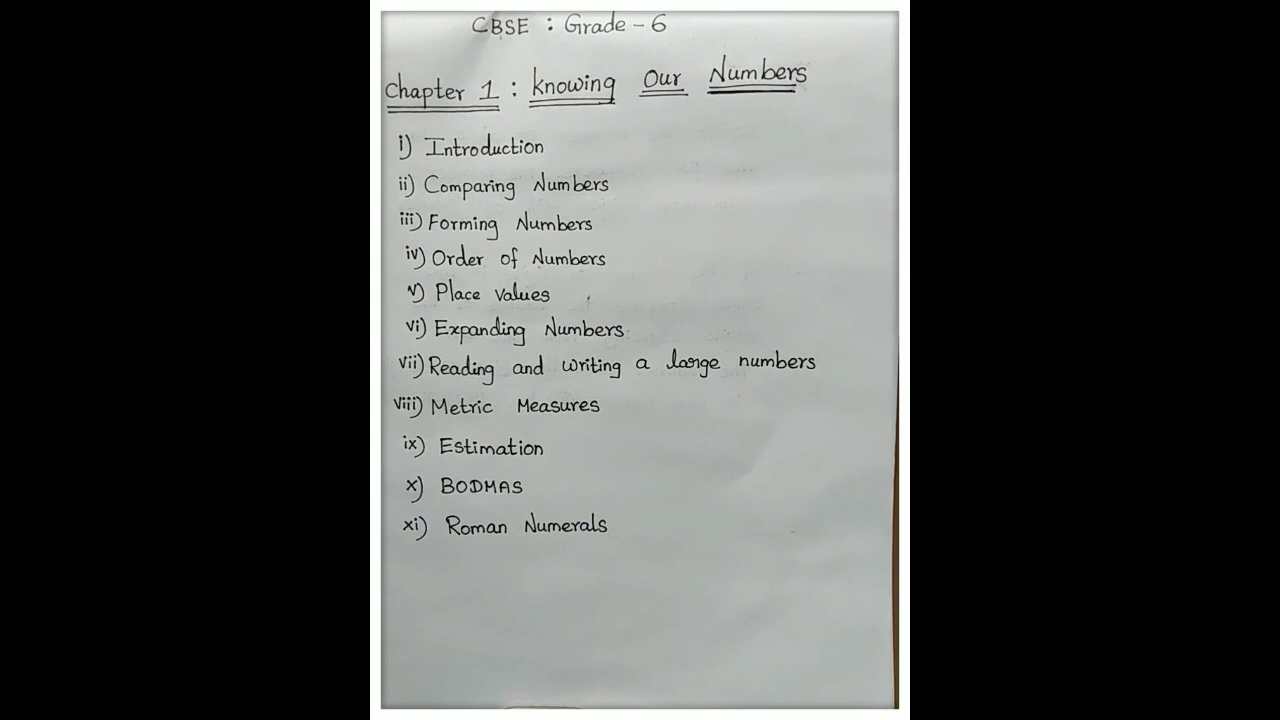 CBSE : Grade - 6
Chapter 1 : Knowing Our Numbers
i) Introduction
ii) Comparing Numbers
iii) Forming Numbers
iv) Order of Numbers
v) Place Values
vi) Expanding Numbers
vii) Reading and writing a large numbers
viii) Metric Measures
ix) Estimation
x) BODMAS
xi) Roman Numerals